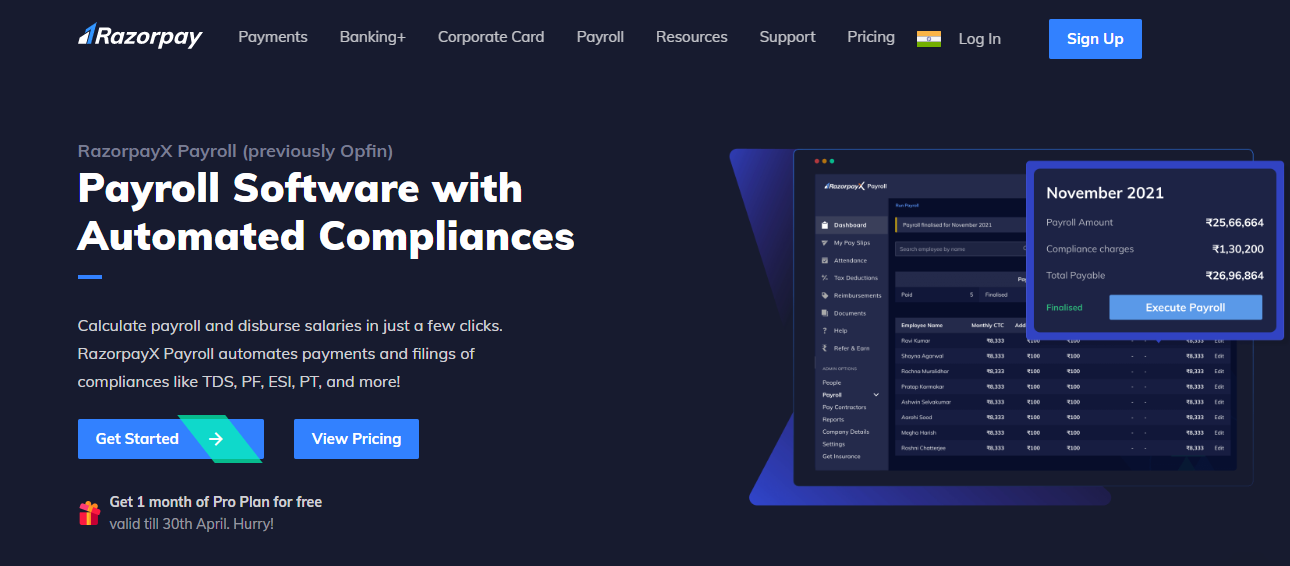 Razorpay
Payments
Banking+
Corporate Card
Payroll
Resources
Support
Pricing
Log In
Sign Up
RazorpayX Payroll (previously Opfin)
Payroll Software with
Automated Compliances
Calculate payroll and disburse salaries in just a few clicks.
RazorpayX Payroll automates payments and filings of
compliances like TDS, PF, ESI, PT, and more!
Get Started
View Pricing
Get 1 month of Pro Plan for free
valid till 30th April. Hurry!
RazorpayX Payroll
Dashboard
My Pay Slips
Attendance
Tax Deductions
Reimbursements
Documents
Help
Refer & Earn
ADMIN OPTIONS
People
Payroll
Pay Contractors
Reports
Company Details
Settings
Get Insurance
Run Payroll
Payroll finalised for November 2021
Search employee by name
Paid 5 Finalised
Employee Name Monthly CTC
Ravi Kumar ₹8,333 ₹100 ₹100 - - ₹8,333 Edit
Shayna Agarwal ₹8,333 ₹100 ₹100 - - ₹8,333 Edit
Rachna Muralidhar ₹8,333 ₹100 ₹100 - - ₹8,333 Edit
Pratap Karmakar ₹8,333 ₹100 ₹100 - - ₹8,333 Edit
Ashwin Selvakumar ₹8,333 ₹100 ₹100 - - ₹8,333 Edit
Aarshi Sood ₹8,333 ₹100 ₹100 - - ₹8,333 Edit
Megha Harish ₹8,333 ₹100 ₹100 - - ₹8,333 Edit
Rashmi Chatterjee ₹8,333 ₹100 ₹100 - - ₹8,333 Edit
November 2021
Payroll Amount ₹25,66,664
Compliance charges ₹1,30,200
Total Payable ₹26,96,864
Finalised
Execute Payroll